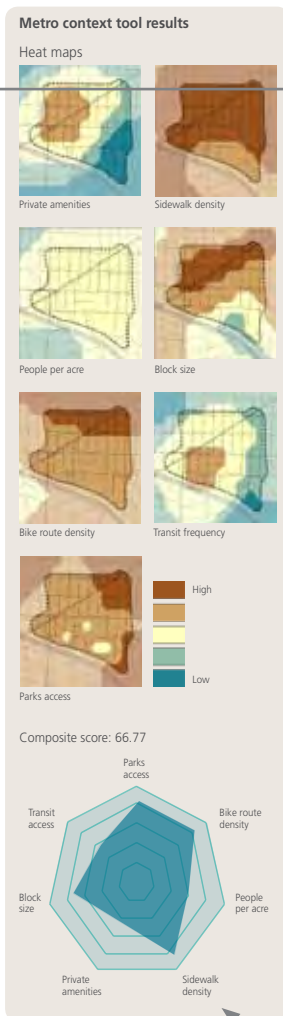 Metro context tool results
Heat maps
Private amenities
Sidewalk density
People per acre
Block size
Bike route density
Transit frequency
Parks access
High
Low
Composite score: 66.77
Parks
access
Transit
access
Bike route
density
Block
size
People
per acre
Private
amenities
Sidewalk
density